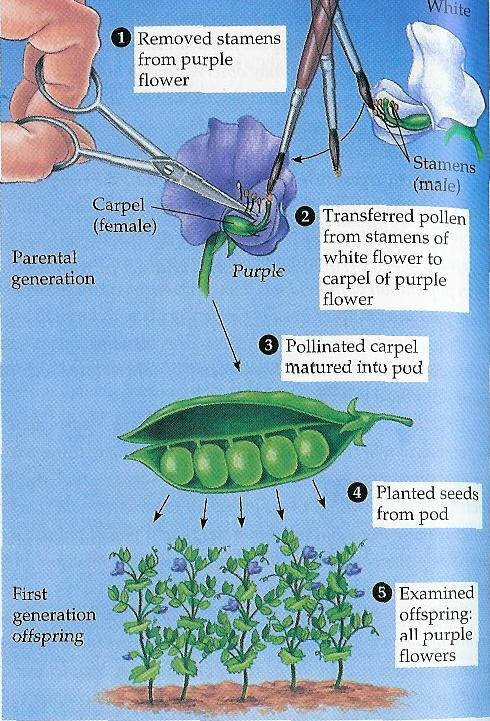 White
1 Removed stamens
from purple
flower
Stamens
(male)
Carpel
(female)
2 Transferred pollen
from stamens of
white flower to
carpel of purple
flower
Parental
generation
Purple
3 Pollinated carpel
matured into pod
4 Planted seeds
from pod
First
generation
offspring
5 Examined
offspring:
all purple
flowers